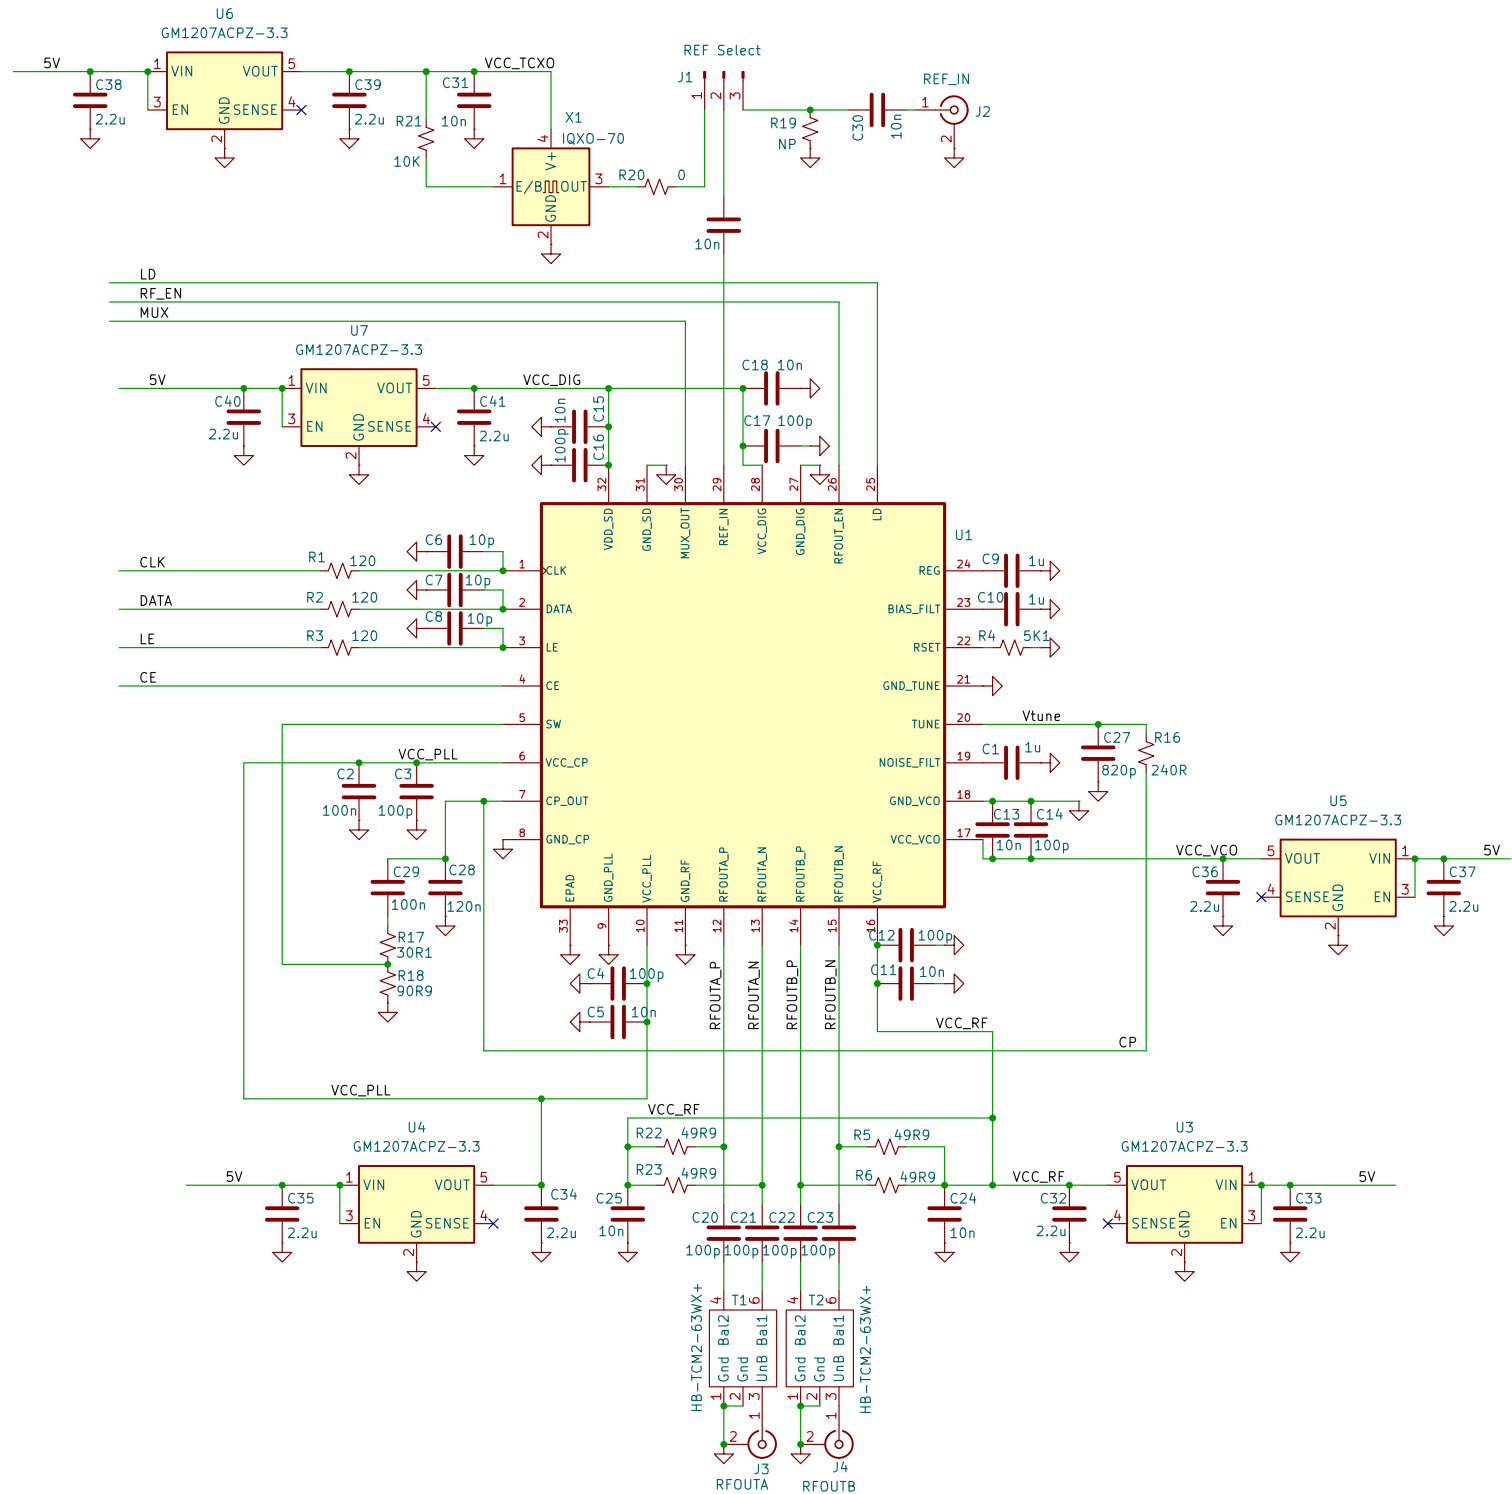 U6
GM1207ACPZ-3.3
5V
1
VIN
VOUT
5
3
EN
SENSE
4
GND
2
C38
2.2u
C39
2.2u
C31
10n
VCC_TCXO
R21
10K
X1
IQXO-70
4
V+
1
E/B
OUT
3
GND
2
R20
0
REF Select
J1
1
2
3
R19
NP
C30
10n
REF_IN
1
J2
2
10n
LD
RF_EN
MUX
U7
GM1207ACPZ-3.3
5V
1
VIN
VOUT
5
3
EN
SENSE
4
GND
2
C40
2.2u
C41
2.2u
VCC_DIG
C15
10n
C16
100p
C18 10n
C17 100p
32
31
30
29
28
27
26
25
VDD_SD
GND_SD
MUX_OUT
REF_IN
VCC_DIG
GND_DIG
RFOUT_EN
LD
U1
CLK
R1
120
C6
10p
1
CLK
DATA
R2
120
C7
10p
2
DATA
LE
R3
120
C8
10p
3
LE
CE
4
CE
5
SW
VCC_PLL
6
VCC_CP
7
CP_OUT
8
GND_CP
REG
24
C9
1u
BIAS_FILT
23
C10
1u
RSET
22
R4
5K1
GND_TUNE
21
TUNE
20
Vtune
NOISE_FILT
19
C1
1u
GND_VCO
18
VCC_VCO
17
C27
820p
R16
240R
C2
100n
C3
100p
C13
10n
C14
100p
C29
100n
C28
120n
R17
30R1
R18
90R9
EPAD
GND_PLL
VCC_PLL
GND_RF
RFOUTA_P
RFOUTA_N
RFOUTB_P
RFOUTB_N
VCC_RF
33
9
10
11
12
13
14
15
16
U5
GM1207ACPZ-3.3
VCC_VCO
5
VOUT
VIN
1
5V
4
SENSE
EN
3
GND
2
C36
2.2u
C37
2.2u
C4
100p
C5
10n
RFOUTA_P
RFOUTA_N
RFOUTB_P
RFOUTB_N
C12
100p
C11
10n
VCC_RF
CP
VCC_PLL
VCC_RF
U4
GM1207ACPZ-3.3
5V
1
VIN
VOUT
5
3
EN
SENSE
4
GND
2
C35
2.2u
C34
2.2u
R22
49R9
R23
49R9
C25
10n
R5
49R9
R6
49R9
C24
10n
VCC_RF
C32
2.2u
U3
GM1207ACPZ-3.3
5
VOUT
VIN
1
4
SENSE
EN
3
GND
2
5V
C33
2.2u
C20
C21
C22
C23
100p
100p
100p
100p
T1
HB-TCM2-63WX+
4
6
Bal2
Bal1
Gnd
Gnd
UnB
1
2
3
T2
HB-TCM2-63WX+
4
6
Bal2
Bal1
Gnd
Gnd
UnB
1
2
3
1
2
J3
RFOUTA
1
2
J4
RFOUTB